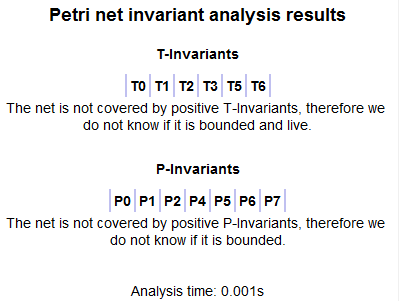 Petri net invariant analysis results
T-Invariants
T0 T1 T2 T3 T5 T6
The net is not covered by positive T-Invariants, therefore we
do not know if it is bounded and live.
P-Invariants
P0 P1 P2 P4 P5 P6 P7
The net is not covered by positive P-Invariants, therefore we
do not know if it is bounded.
Analysis time: 0.001s